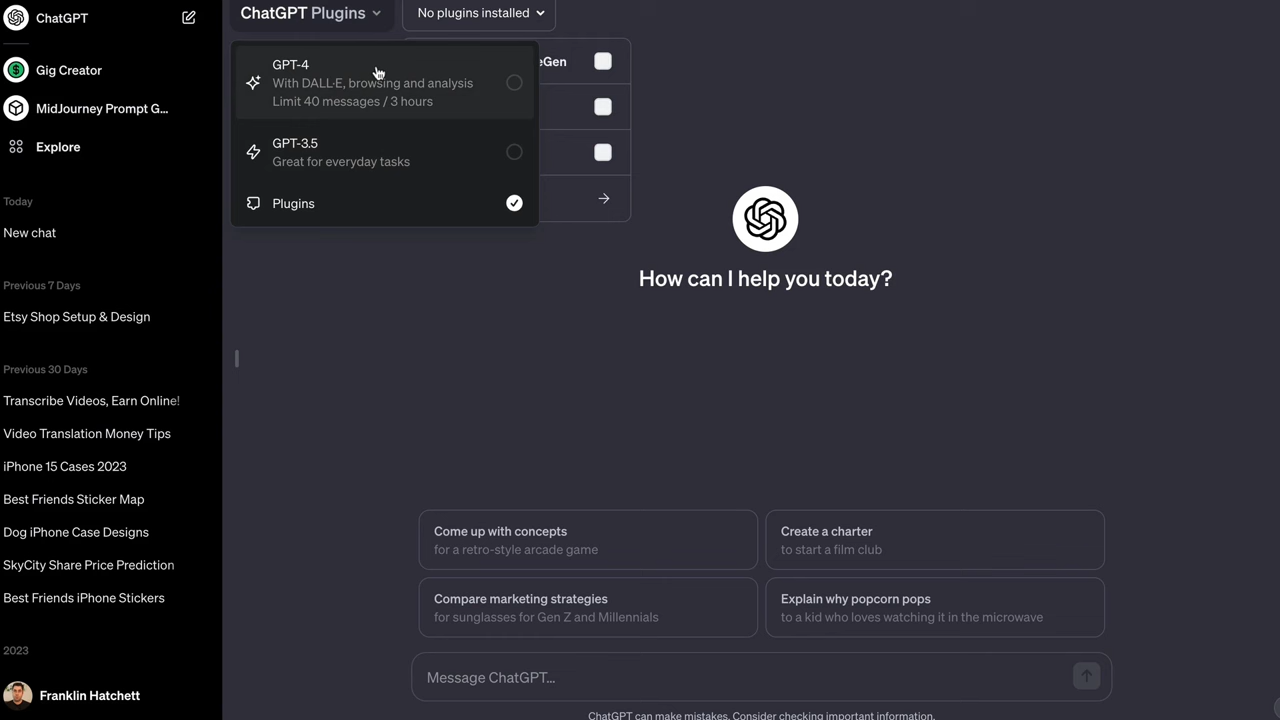 ChatGPT
Gig Creator
MidJourney Prompt G...
Explore
Today
New chat
Previous 7 Days
Etsy Shop Setup & Design
Previous 30 Days
Transcribe Videos, Earn Online!
Video Translation Money Tips
iPhone 15 Cases 2023
Best Friends Sticker Map
Dog iPhone Case Designs
SkyCity Share Price Prediction
Best Friends iPhone Stickers
2023
Franklin Hatchett
ChatGPT Plugins
No plugins installed
GPT-4
With DALL·E, browsing and analysis
Limit 40 messages / 3 hours
GPT-3.5
Great for everyday tasks
Plugins
eGen
How can I help you today?
Come up with concepts
for a retro-style arcade game
Create a charter
to start a film club
Compare marketing strategies
for sunglasses for Gen Z and Millennials
Explain why popcorn pops
to a kid who loves watching it in the microwave
Message ChatGPT...
ChatGPT can make mistakes. Consider checking important information.